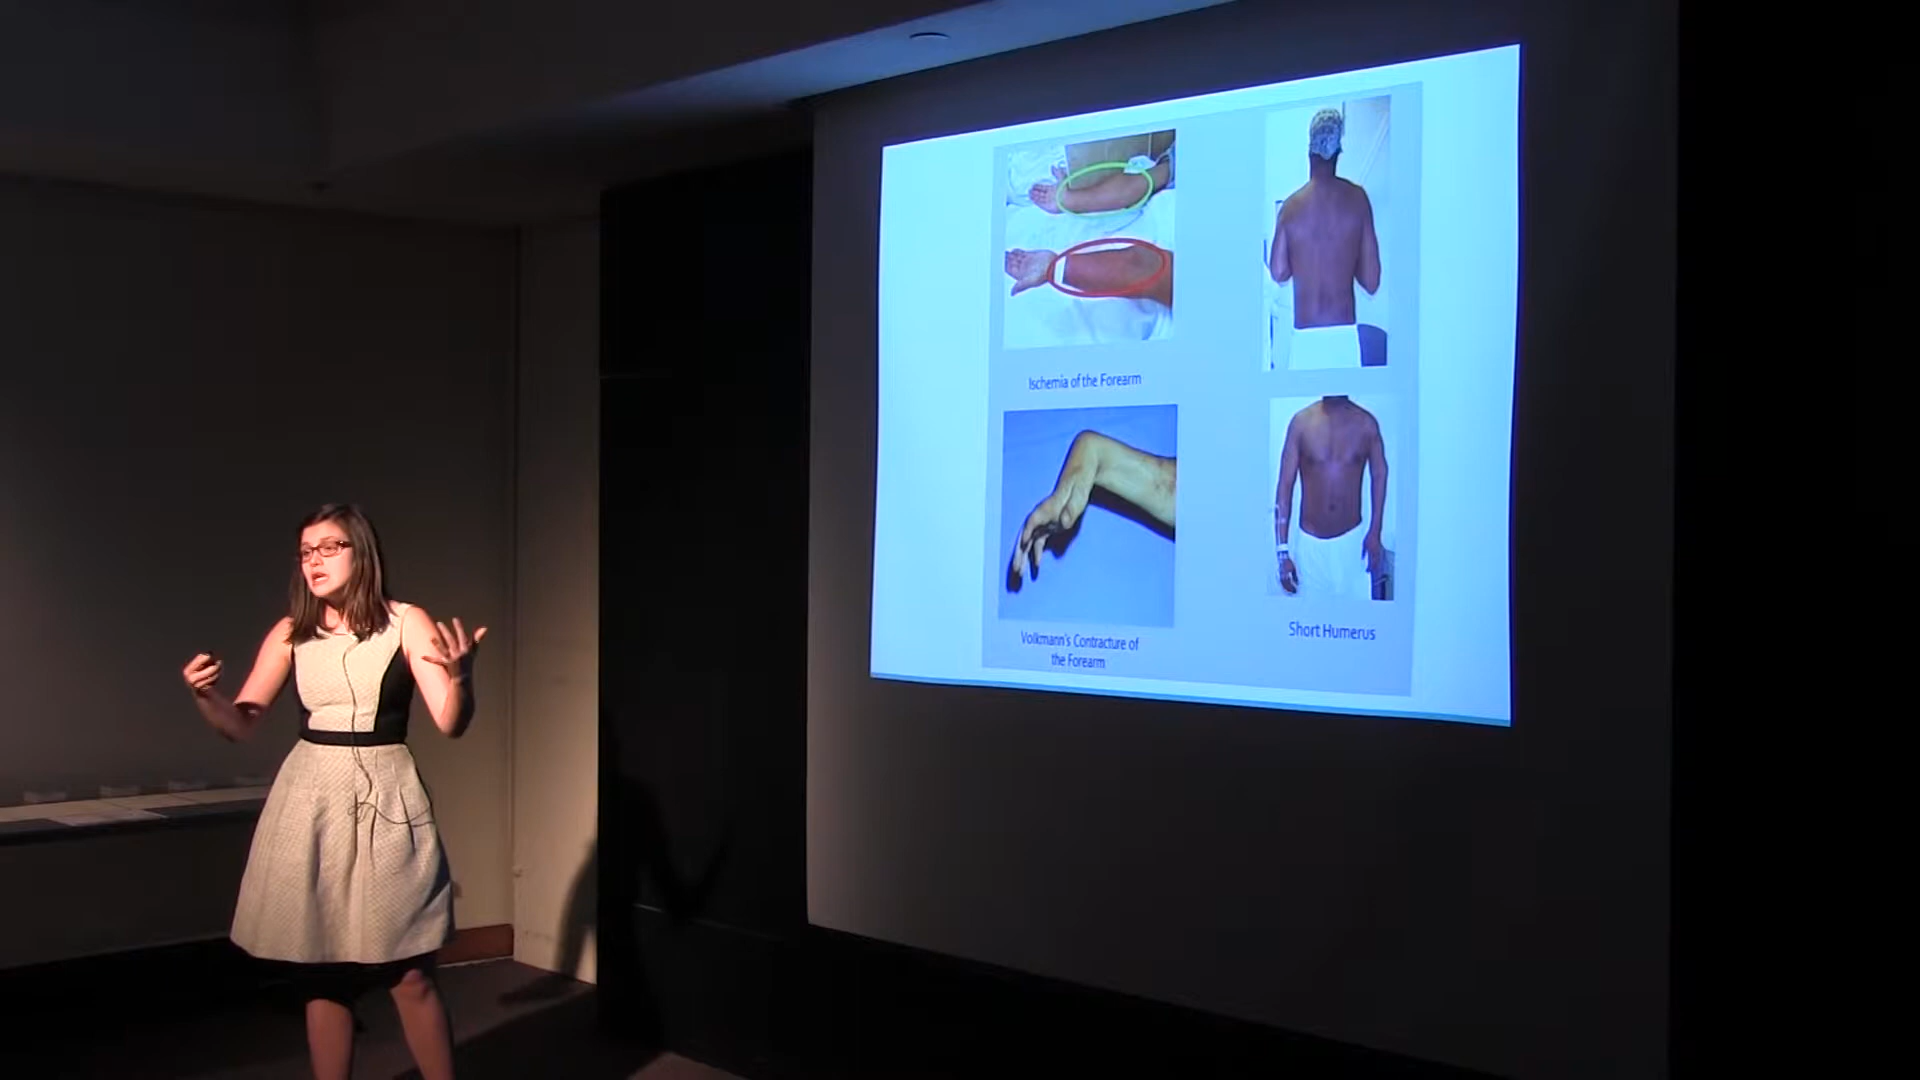 Ischemia of the Forearm
Volkmann's Contracture of
the Forearm
Short Humerus